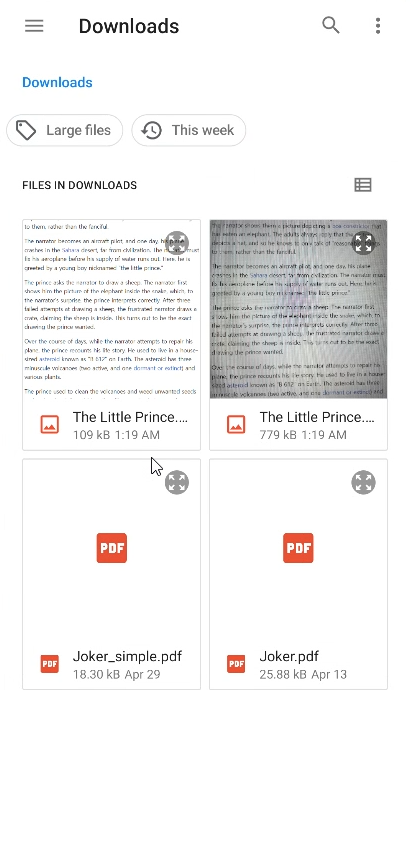 Downloads
Downloads
Large files
This week
FILES IN DOWNLOADS
to them, rather than the fanciful.
The narrator becomes an aircraft pilot, and one day, his plane
crashes in the Sahara desert, far from civilization. The narrator must
fix his aeroplane before his supply of water runs out. Here, he is
greeted by a young boy nicknamed "the little prince."
The prince asks the narrator to draw a sheep. The narrator first
shows him the picture of the elephant inside the snake, which, to
the narrator's surprise, the prince interprets correctly. After three
failed attempts at drawing a sheep, the frustrated narrator draws a
crate, claiming the sheep is inside. This turns out to be the exact
drawing the prince wanted.
Over the course of days, while the narrator attempts to repair his
plane, the prince recounts his life story. He used to live in a house-
sized asteroid known as "B 612" on Earth. The asteroid has three
minuscule volcanoes (two active, and one dormant or extinct) and
various plants.
The prince used to clean the volcanoes and weed unwanted seeds
The narrator becomes an aircraft pilot, and one day, his plane
crashes in the Sahara desert, far from civilization. The narrator must
fix his aeroplane before his supply of water runs out. Here, he is
greeted by a young boy nicknamed "the little prince."
The prince asks the narrator to draw a sheep. The narrator first
shows him the picture of the elephant inside the snake, which, to
the narrator's surprise, the prince interprets correctly. After three
failed attempts at drawing a sheep, the frustrated narrator draws a
crate, claiming the sheep is inside. This turns out to be the exact
drawing the prince wanted.
Over the course of days, while the narrator attempts to repair his
plane, the prince recounts his life story. He used to live in a house-
sized asteroid known as "B 612" on Earth. The asteroid has three
The Little Prince....
109 kB 1:19 AM
The Little Prince....
779 kB 1:19 AM
PDF
PDF
PDF
Joker_simple.pdf
18.30 kB Apr 29
PDF
Joker.pdf
25.88 kB Apr 13